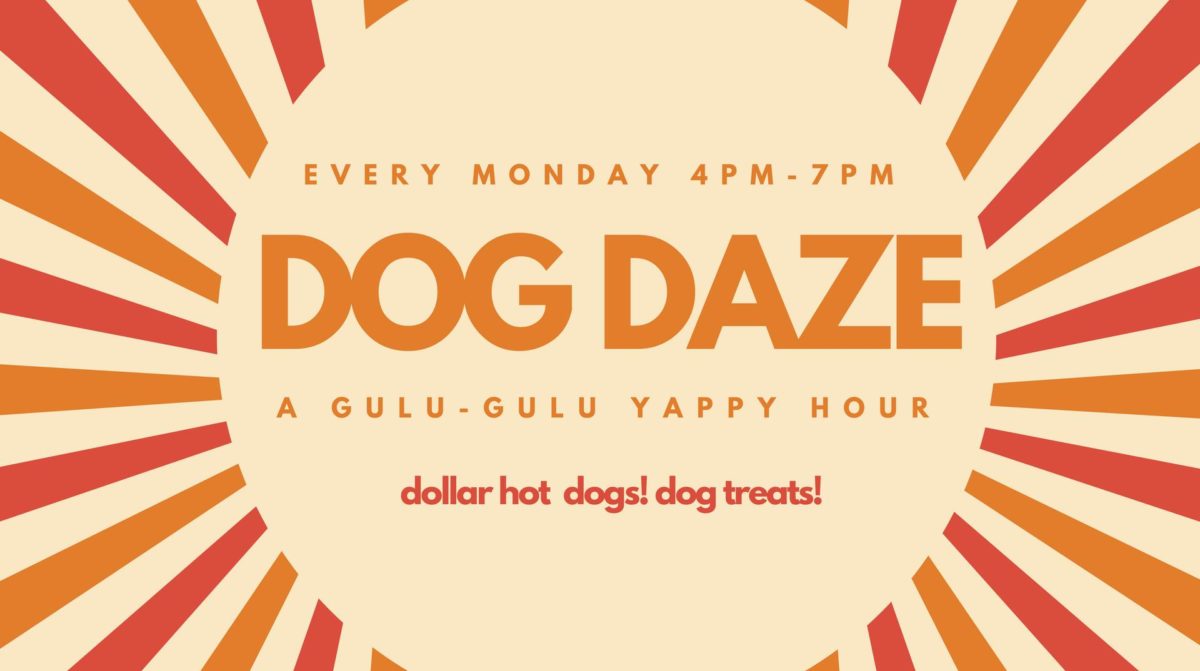 EVERY MONDAY 4PM-7PM
DOG DAZE
A GULU-GULU YAPPY HOUR
dollar hot dogs! dog treats!